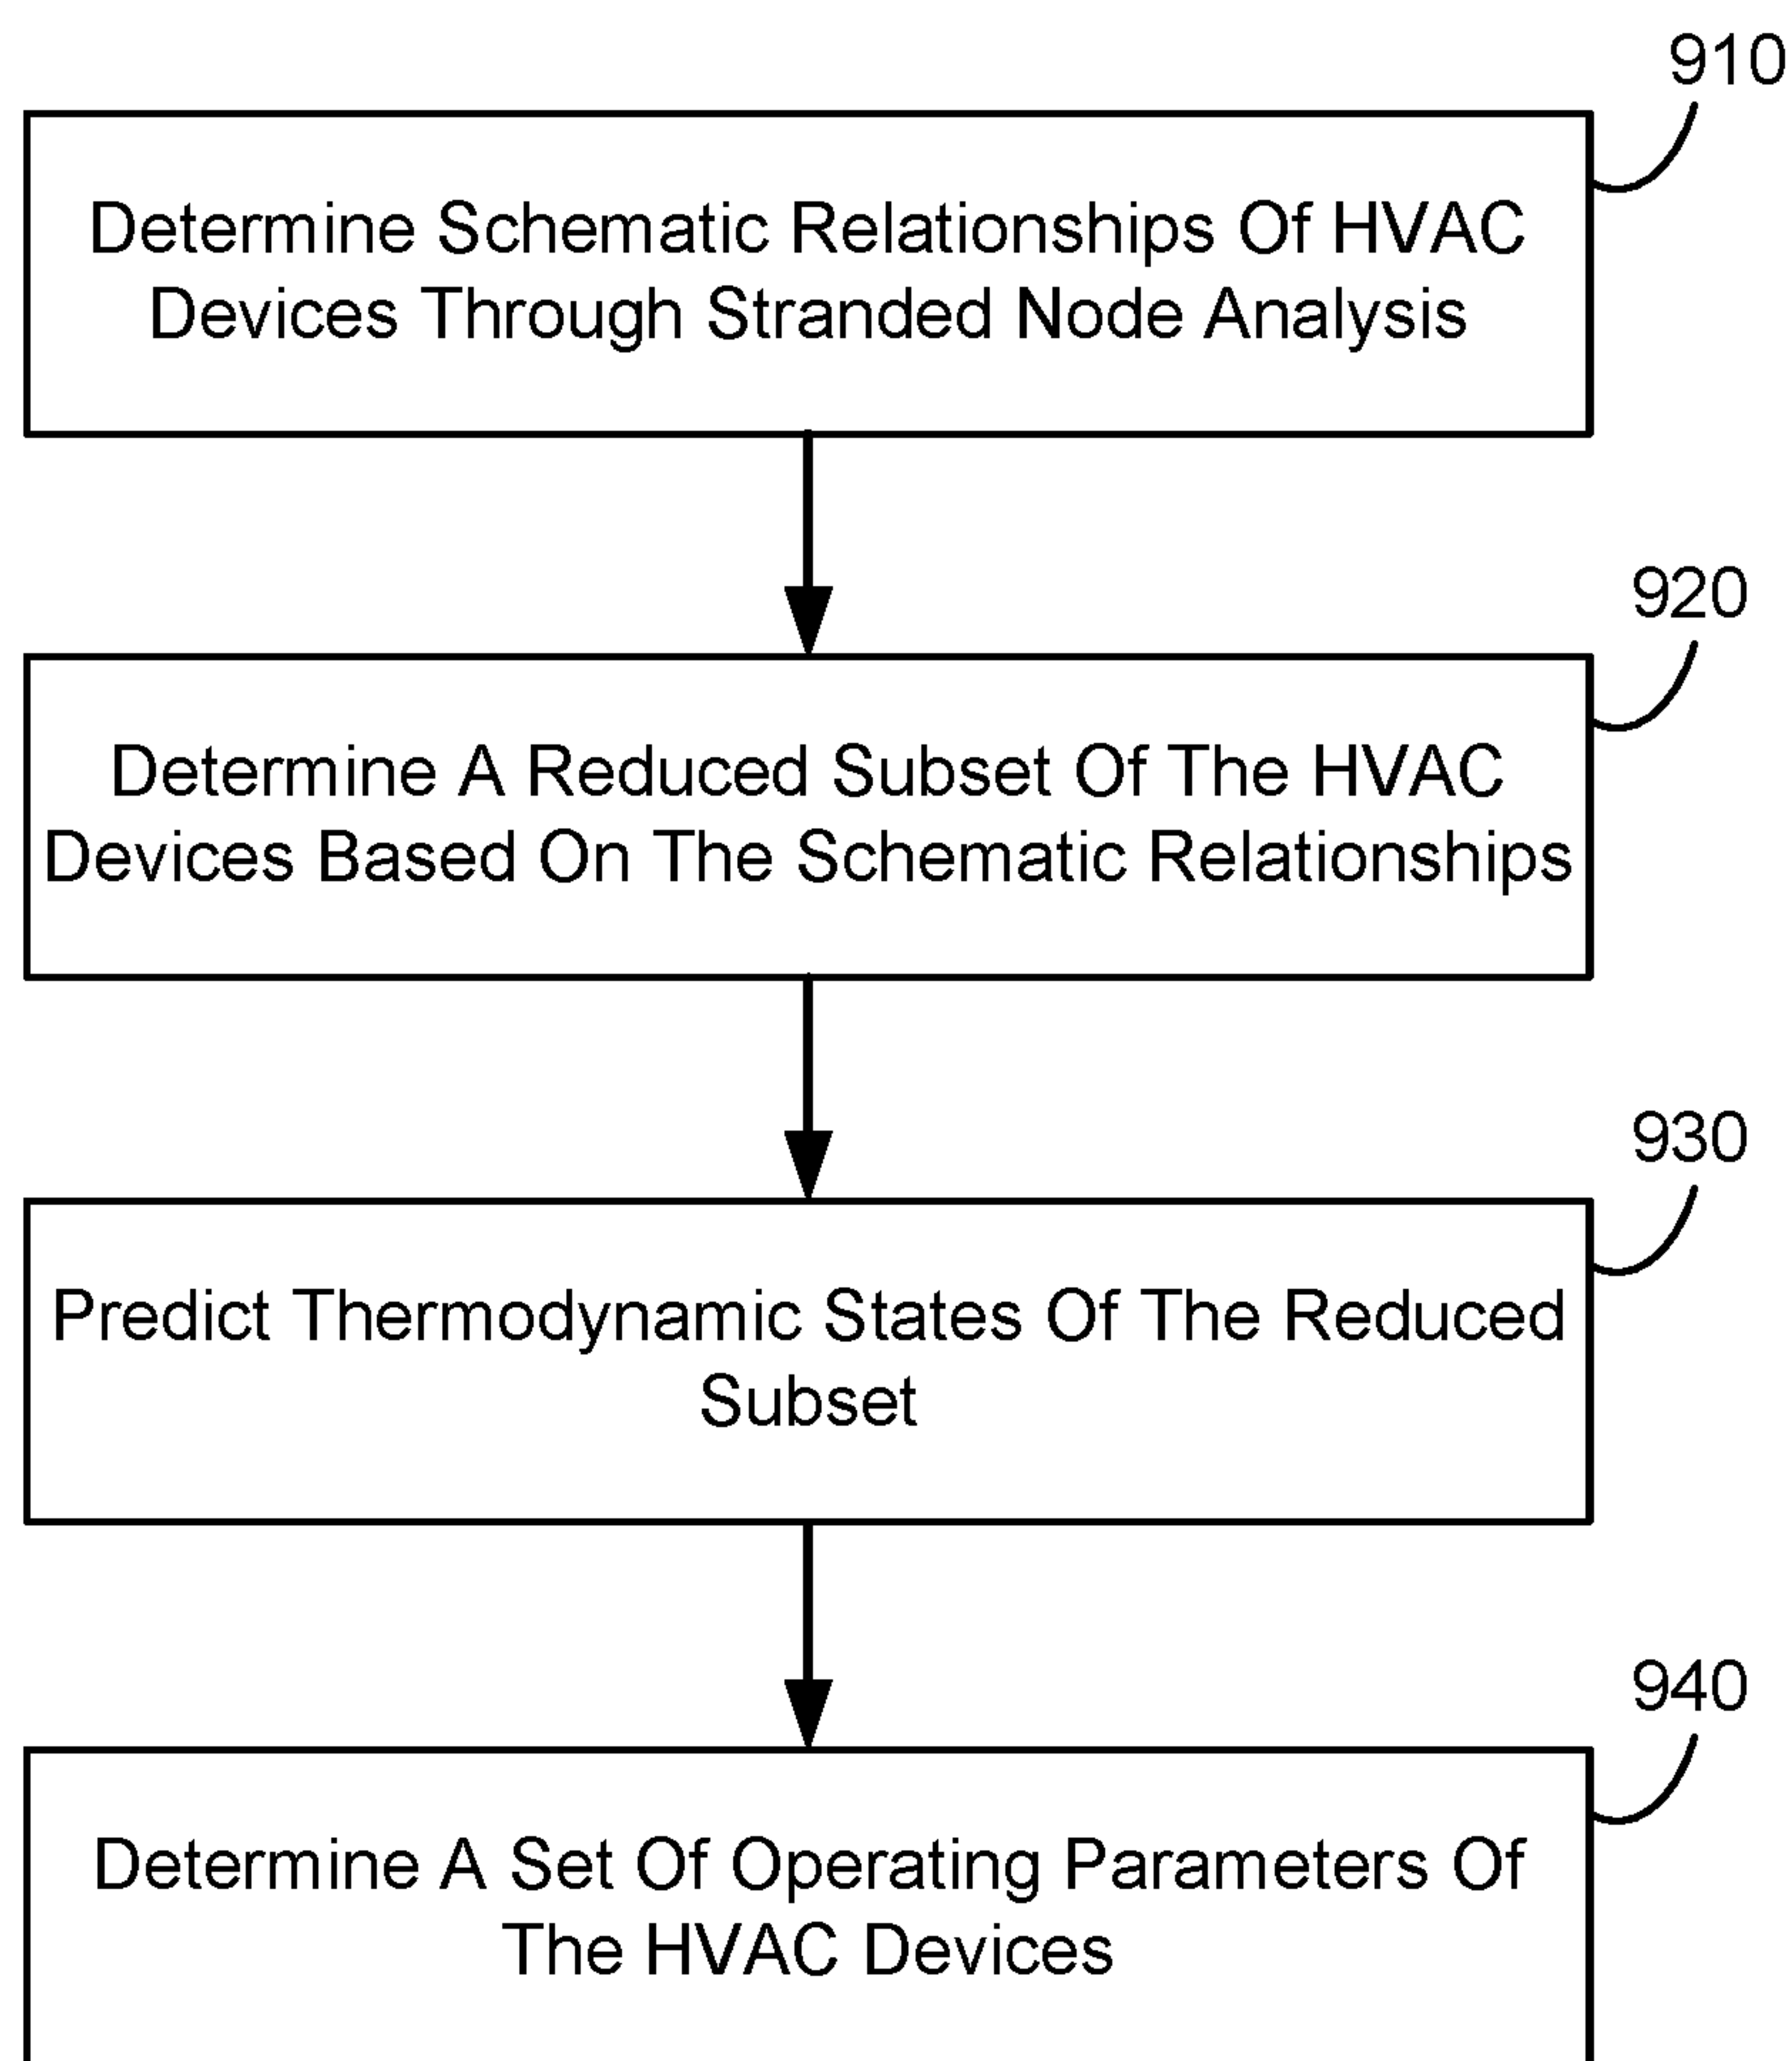 910
Determine Schematic Relationships Of HVAC
Devices Through Stranded Node Analysis
920
Determine A Reduced Subset Of The HVAC
Devices Based On The Schematic Relationships
930
Predict Thermodynamic States Of The Reduced
Subset
940
Determine A Set Of Operating Parameters Of
The HVAC Devices